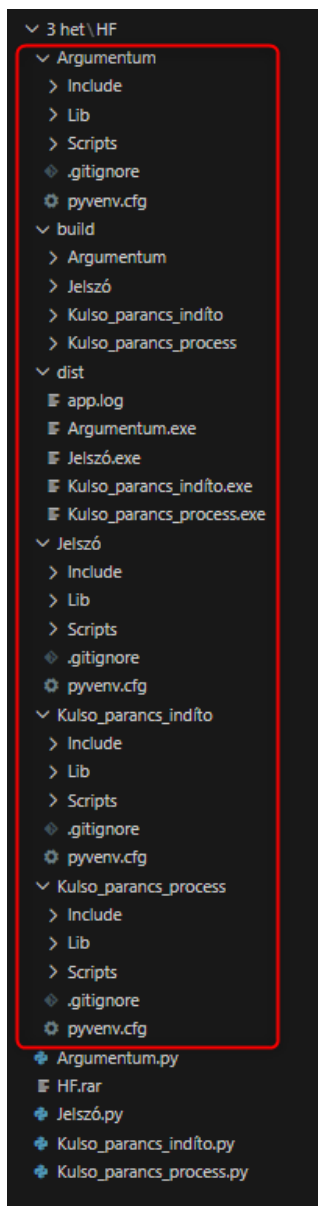 3 het\HF
Argumentum
Include
Lib
Scripts
.gitignore
pyvenv.cfg
build
Argumentum
Jelszó
Kulso_parancs_indíto
Kulso_parancs_process
dist
app.log
Argumentum.exe
Jelszó.exe
Kulso_parancs_indíto.exe
Kulso_parancs_process.exe
Jelszó
Include
Lib
Scripts
.gitignore
pyvenv.cfg
Kulso_parancs_indíto
Include
Lib
Scripts
.gitignore
pyvenv.cfg
Kulso_parancs_process
Include
Lib
Scripts
.gitignore
pyvenv.cfg
Argumentum.py
HF.rar
Jelszó.py
Kulso_parancs_indíto.py
Kulso_parancs_process.py